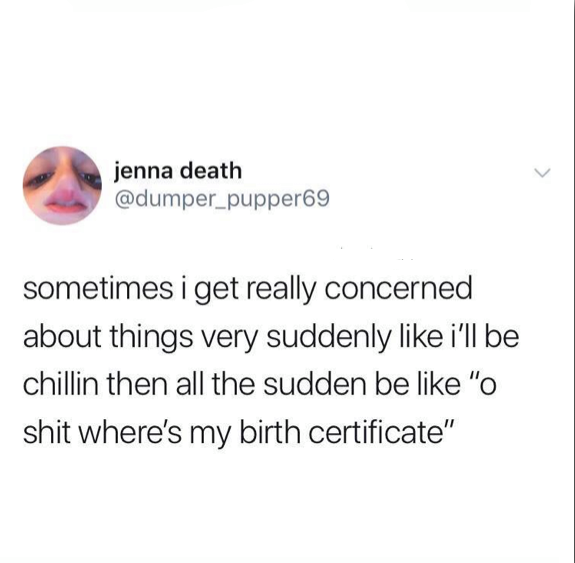 jenna death
@dumper_pupper69
sometimes i get really concerned
about things very suddenly like i'll be
chillin then all the sudden be like "o
shit where's my birth certificate"